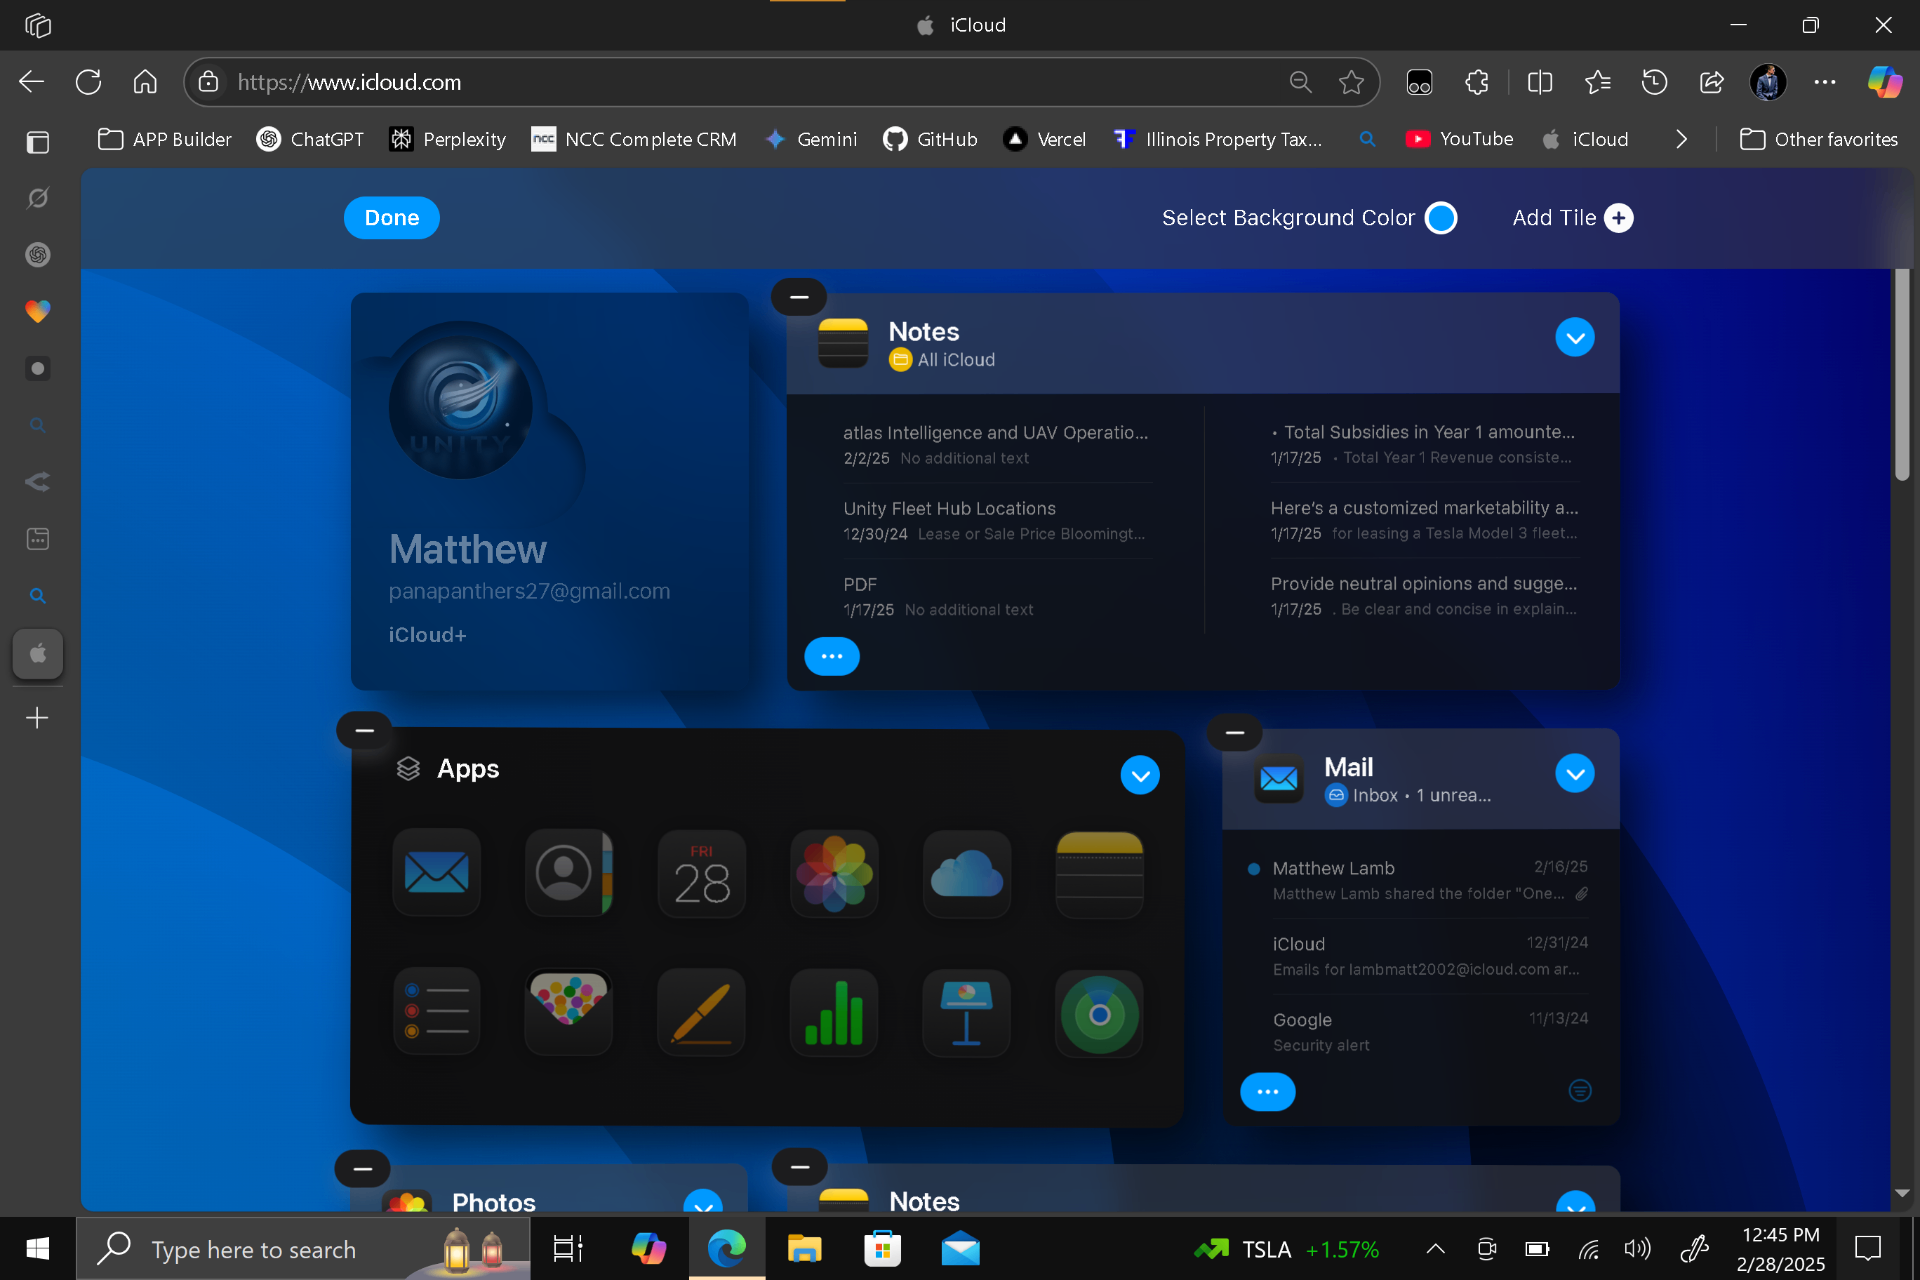 iCloud
https://www.icloud.com
APP Builder
ChatGPT
Perplexity
ncc NCC Complete CRM
Gemini
GitHub
Vercel
Illinois Property Tax...
YouTube
iCloud
Other favorites
Done
Select Background Color
Add Tile
UNITY
Matthew
panapanthers27@gmail.com
iCloud+
Notes
All iCloud
atlas Intelligence and UAV Operatio...
2/2/25 No additional text
Unity Fleet Hub Locations
12/30/24 Lease or Sale Price Bloomingt...
PDF
1/17/25 No additional text
• Total Subsidies in Year 1 amounte...
1/17/25 • Total Year 1 Revenue consiste...
Here's a customized marketability a...
1/17/25 for leasing a Tesla Model 3 fleet...
Provide neutral opinions and sugge...
1/17/25 . Be clear and concise in explain...
Apps
FRI
28
Mail
Inbox • 1 unrea...
Matthew Lamb 2/16/25
Matthew Lamb shared the folder "One...
iCloud 12/31/24
Emails for lambmatt2002@icloud.com ar...
Google 11/13/24
Security alert
Photos
Notes
Type here to search
TSLA +1.57%
12:45 PM
2/28/2025